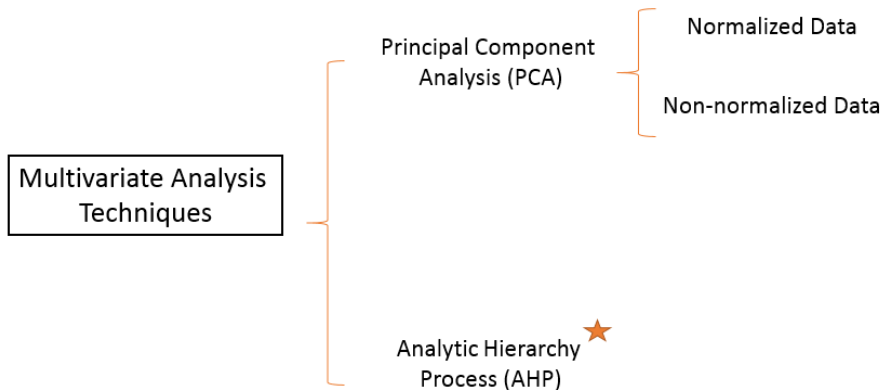 Multivariate Analysis
Techniques
Principal Component
Analysis (PCA)
Normalized Data
Non-normalized Data
Analytic Hierarchy
Process (AHP)